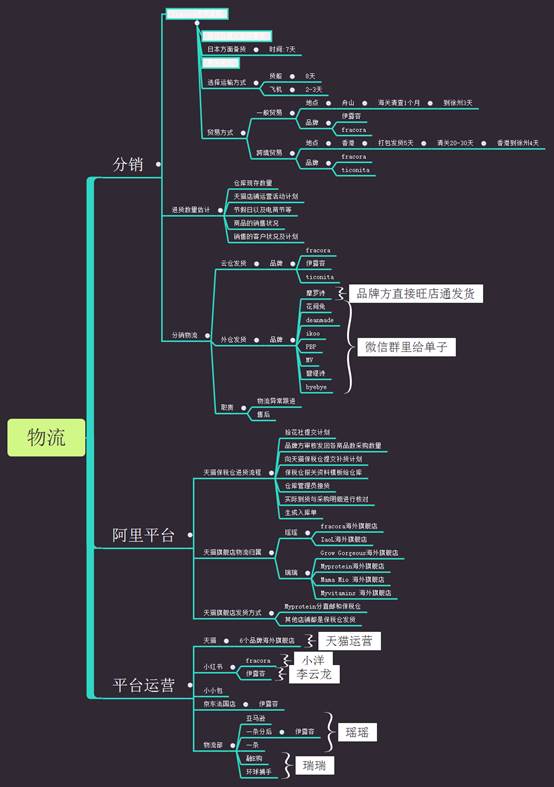 物流
分销
日本方面备货
时间：7天
选择运输方式
货船
8天
飞机
2-3天
贸易方式
一般贸易
地点
舟山
海关清查1个月
到徐州3天
品牌
伊露容
fracora
跨境贸易
地点
香港
打包发货5天
清关20-30天
香港到徐州4天
品牌
fracora
ticonita
进货数量估计
仓库现存数量
天猫店铺运营活动计划
节假日以及电商节等
商品的销售状况
销售的客户状况及计划
分销物流
云仓发货
品牌
fracora
伊露容
ticonita
外仓发货
品牌
摩罗诗
品牌方直接旺店通发货
花间兔
deanmade
ikoo
PBP
MV
碧缇诗
byebye
微信群里给单子
职责
物流异常跟进
售后
阿里平台
天猫保税仓进货流程
给花社提交计划
品牌方审核发回各商品数采购数量
向天猫保税仓提交补货计划
保税仓报关资料模板给仓库
仓库管理员接货
实际到货与采购明细进行核对
生成入库单
天猫旗舰店物流归属
瑶瑶
fracora海外旗舰店
IaoL海外旗舰店
瑞瑞
Grow Gorgeous海外旗舰店
Myprotein海外旗舰店
Mama Mio 海外旗舰店
Myvitamins 海外旗舰店
天猫旗舰店发货方式
Myprotein分直邮和保税仓
其他店铺都是保税仓发货
平台运营
天猫
6个品牌海外旗舰店
天猫运营
小红书
fracora
小洋
伊露容
李云龙
小小包
京东法国店
伊露容
物流部
亚马逊
一条分后
伊露容
一条
瑶瑶
融E购
环球捕手
瑞瑞